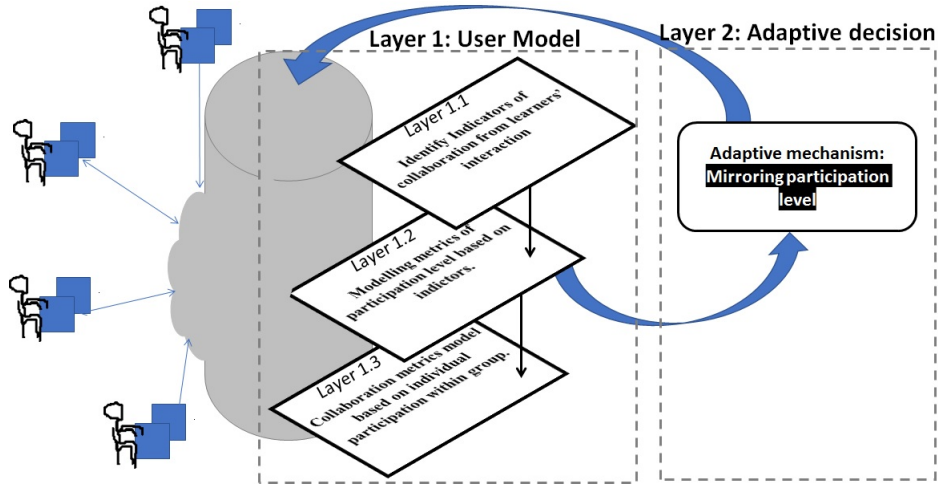 Layer 1: User Model
Layer 2: Adaptive decision
Layer 1.1
Identify Indicators of
collaboration from learners’
interaction
Layer 1.2
Modelling metrics of
participation level based on
indictors.
Layer 1.3
Collaboration metrics model
based on individual
participation within group.
Adaptive mechanism:
Mirroring participation
level